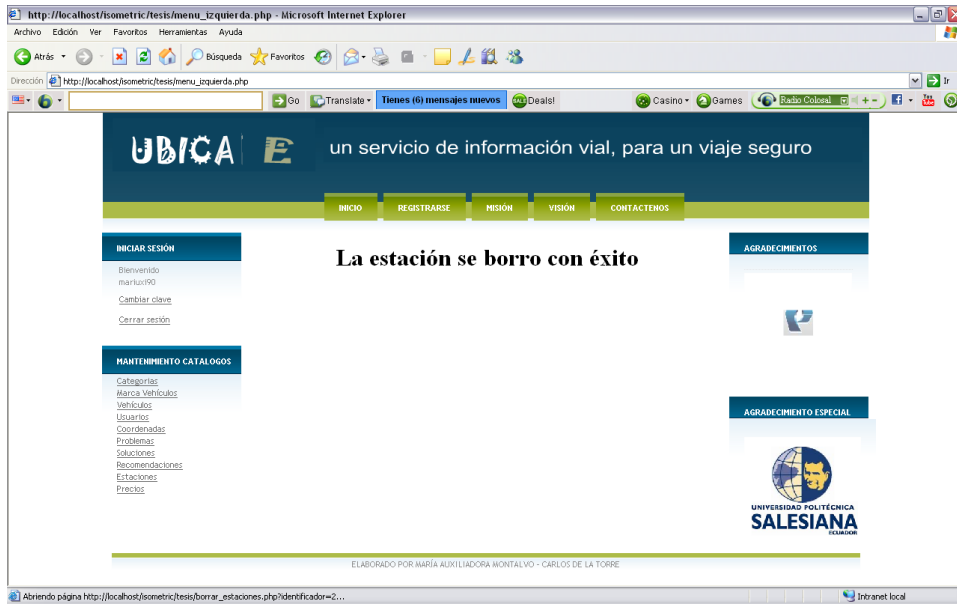 http://localhost/isometric/tesis/menu_izquierda.php - Microsoft Internet Explorer
Archivo Edición Ver Favoritos Herramientas Ayuda
Atrás Búsqueda Favoritos
Dirección http://localhost/isometric/tesis/menu_izquierda.php Ir
Go Translate Tienes (6) mensajes nuevos Deals! Casino Games Radio Colosal
UBICA E un servicio de información vial, para un viaje seguro
INICIO REGISTRARSE MISIÓN VISIÓN CONTACTENOS
INICIAR SESIÓN
Bienvenido
mariuxi90
Cambiar clave
Cerrar sesión
MANTENIMIENTO CATALOGOS
Categorias
Marca Vehículos
Vehículos
Usuarios
Coordenadas
Problemas
Soluciones
Recomendaciones
Estaciones
Precios
La estación se borro con éxito
AGRADECIMIENTOS
AGRADECIMIENTO ESPECIAL
UNIVERSIDAD POLITÉCNICA
SALESIANA
ECUADOR
ELABORADO POR MARÍA AUXILIADORA MONTALVO - CARLOS DE LA TORRE
Abriendo página http://localhost/isometric/tesis/borrar_estaciones.php?identificador=2... Intranet local